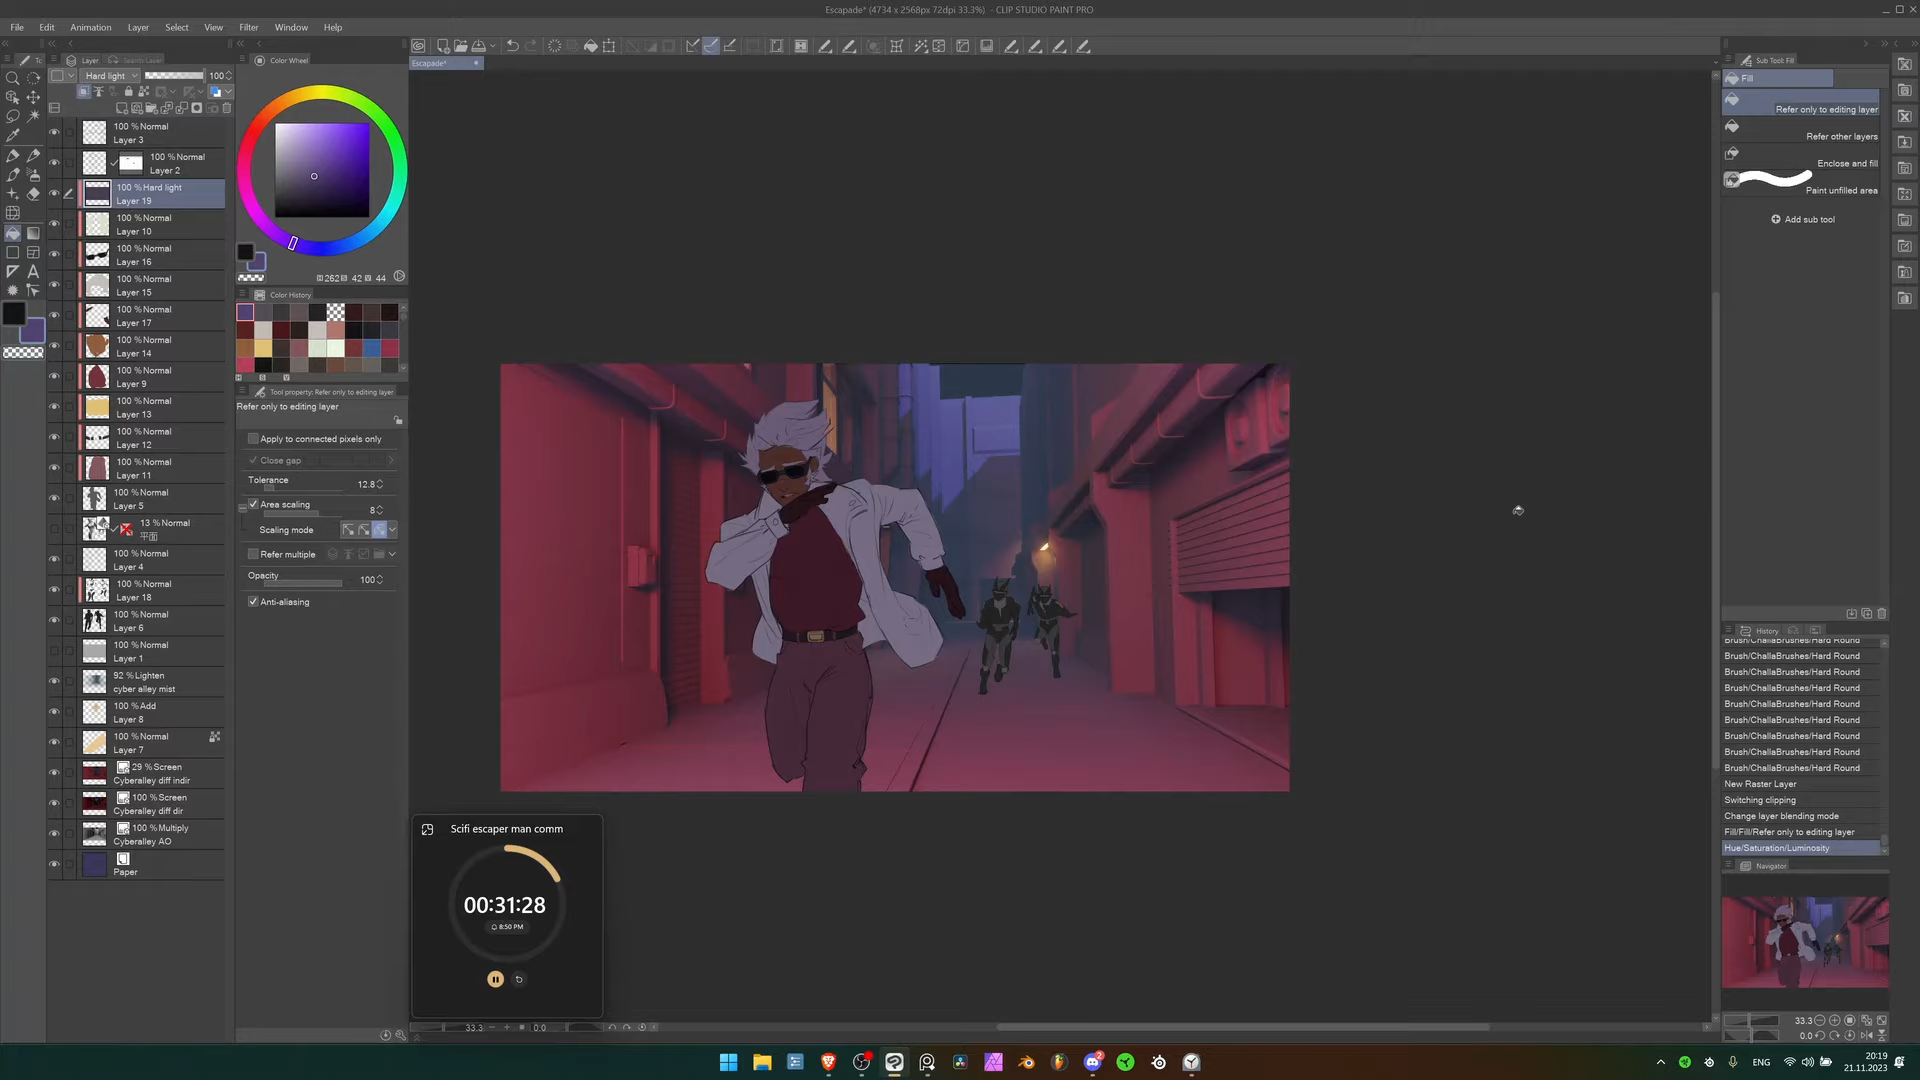 Escapade* (4734 x 2568px 72dpi 33.3%) - CLIP STUDIO PAINT PRO
File Edit Animation Layer Select View Filter Window Help
Layer Search Layer
Hard light 100
100 % Normal
Layer 3
100 % Normal
Layer 2
100 % Hard light
Layer 19
100 % Normal
Layer 10
100 % Normal
Layer 16
100 % Normal
Layer 15
100 % Normal
Layer 17
100 % Normal
Layer 14
100 % Normal
Layer 9
100 % Normal
Layer 13
100 % Normal
Layer 12
100 % Normal
Layer 11
100 % Normal
Layer 5
13 % Normal
平面
100 % Normal
Layer 4
100 % Normal
Layer 18
100 % Normal
Layer 6
100 % Normal
Layer 1
92 % Lighten
cyber alley mist
100 % Add
Layer 8
100 % Normal
Layer 7
29 % Screen
Cyberalley diff indir
100 % Screen
Cyberalley diff dir
100 % Multiply
Cyberalley AO
Paper
Color Wheel
H 262 S 42 V 44
Color History
H S V
Tool property: Refer only to editing layer
Refer only to editing layer
Apply to connected pixels only
Close gap
Tolerance 12.8
Area scaling 8
Scaling mode
Refer multiple
Opacity 100
Anti-aliasing
Escapade*
Scifi escaper man comm
00:31:28
8:50 PM
33.3 0.0
Sub Tool: Fill
Fill
Refer only to editing layer
Refer other layers
Enclose and fill
Paint unfilled area
Add sub tool
History
Brush/ChallaBrushes/Hard Round
Brush/ChallaBrushes/Hard Round
Brush/ChallaBrushes/Hard Round
Brush/ChallaBrushes/Hard Round
Brush/ChallaBrushes/Hard Round
Brush/ChallaBrushes/Hard Round
Brush/ChallaBrushes/Hard Round
Brush/ChallaBrushes/Hard Round
Brush/ChallaBrushes/Hard Round
New Raster Layer
Switching clipping
Change layer blending mode
Fill/Fill/Refer only to editing layer
Hue/Saturation/Luminosity
Navigator
33.3
0.0
2
ENG
20:19
21.11.2023